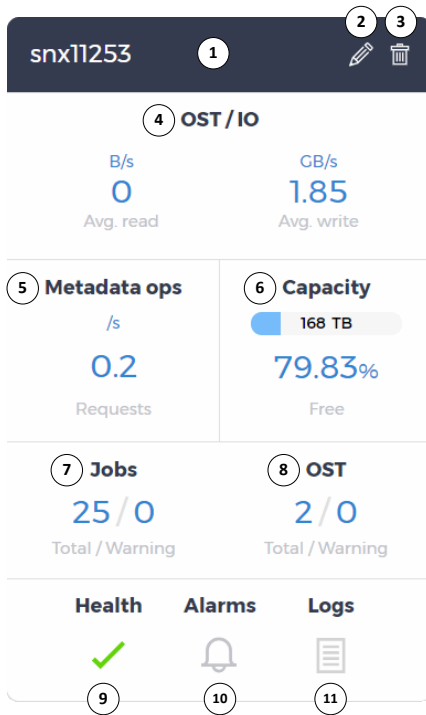 2 3
snx11253 1
4 OST / IO
B/s GB/s
0 1.85
Avg. read Avg. write
5 Metadata ops 6 Capacity
/s 168 TB
0.2 79.83%
Requests Free
7 Jobs 8 OST
25 / 0 2 / 0
Total / Warning Total / Warning
Health Alarms Logs
9 10 11